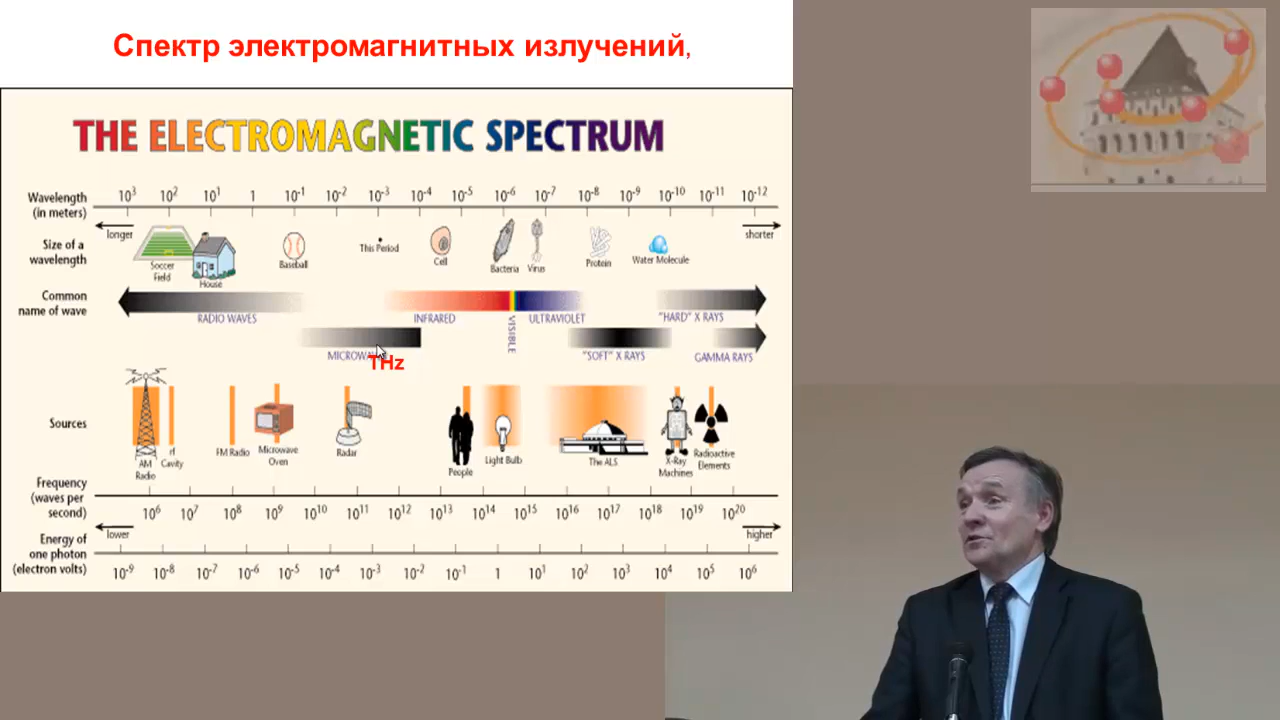 Спектр электромагнитных излучений,
THE ELECTROMAGNETIC SPECTRUM
Wavelength
(in meters)
10³ 10² 10¹ 1 10⁻¹ 10⁻² 10⁻³ 10⁻⁴ 10⁻⁵ 10⁻⁶ 10⁻⁷ 10⁻⁸ 10⁻⁹ 10⁻¹⁰ 10⁻¹¹ 10⁻¹²
longer
shorter
Size of a
wavelength
Soccer
Field
House
Baseball
This Period
Cell
Bacteria
Virus
Protein
Water Molecule
Common
name of wave
RADIO WAVES
INFRARED
VISIBLE
ULTRAVIOLET
"HARD" X RAYS
THz
"SOFT" X RAYS
GAMMA RAYS
Sources
AM
Radio
rf
Cavity
FM Radio
Microwave
Oven
Radar
People
Light Bulb
The ALS
X-Ray
Machines
Radioactive
Elements
Frequency
(waves per
second)
10⁶ 10⁷ 10⁸ 10⁹ 10¹⁰ 10¹¹ 10¹² 10¹³ 10¹⁴ 10¹⁵ 10¹⁶ 10¹⁷ 10¹⁸ 10¹⁹ 10²⁰
lower
higher
Energy of
one photon
(electron volts)
10⁻⁹ 10⁻⁸ 10⁻⁷ 10⁻⁶ 10⁻⁵ 10⁻⁴ 10⁻³ 10⁻² 10⁻¹ 1 10¹ 10² 10³ 10⁴ 10⁵ 10⁶